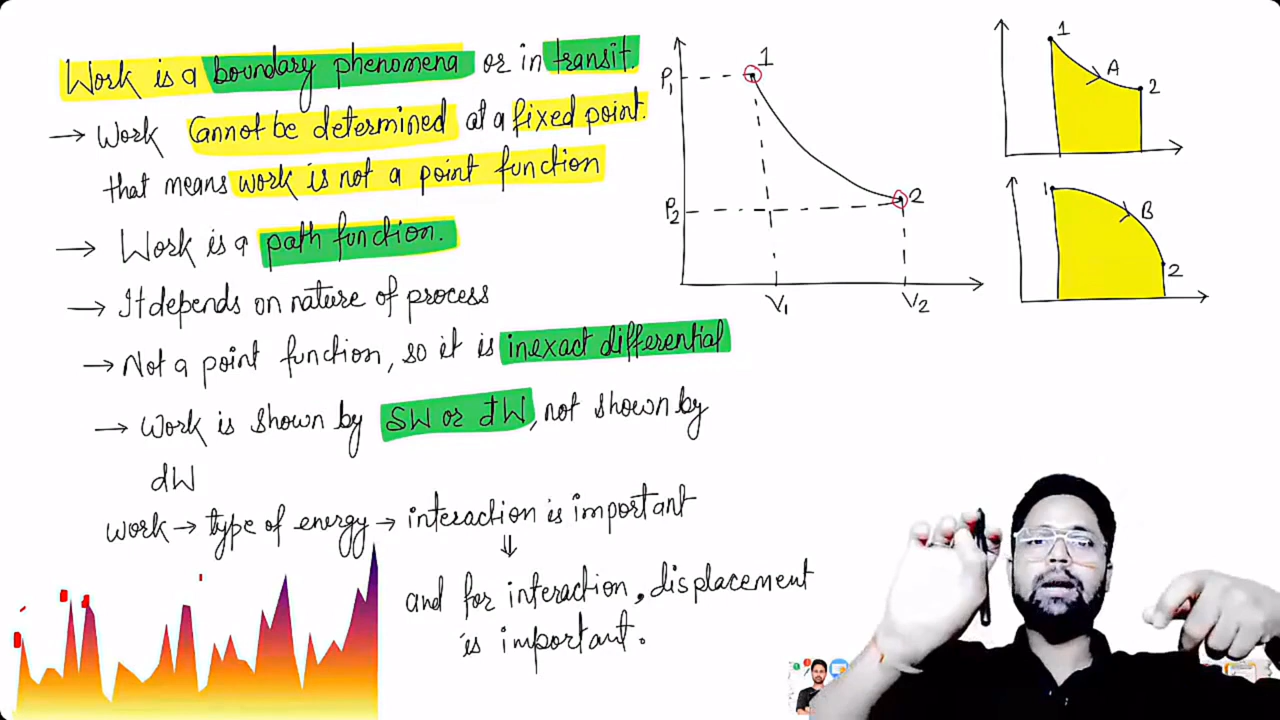 Work is a boundary phenomena or in transit.
→ Work Cannot be determined at a fixed point.
that means work is not a point function
→ Work is a path function.
→ It depends on nature of process
→ Not a point function, so it is inexact differential
→ Work is shown by δW or đW, not shown by
dW
work → type of energy → interaction is important
⇓
and for interaction, displacement
is important.
1
P1
2
P2
V1 V2
1
A
2
1
B
2